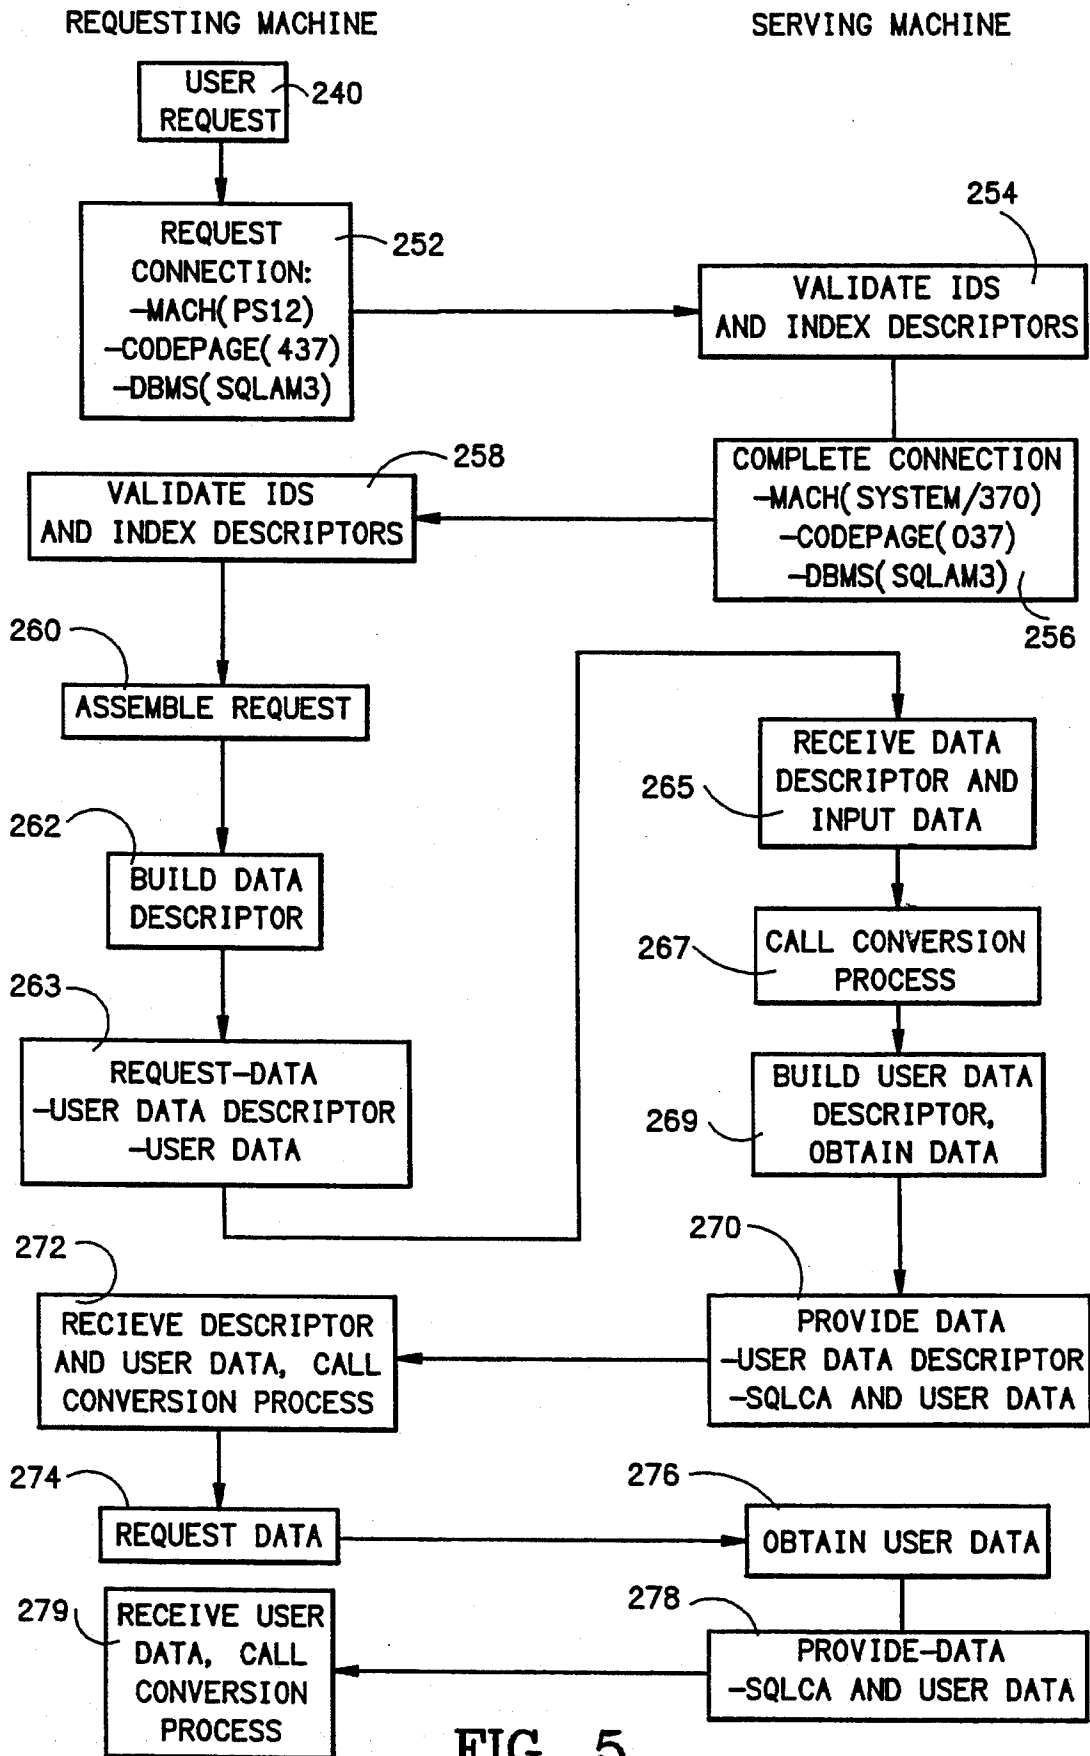 REQUESTING MACHINE
SERVING MACHINE
USER
REQUEST
240
REQUEST
CONNECTION:
-MACH(PS12)
-CODEPAGE(437)
-DBMS(SQLAM3)
252
254
VALIDATE IDS
AND INDEX DESCRIPTORS
COMPLETE CONNECTION
-MACH(SYSTEM/370)
-CODEPAGE(037)
-DBMS(SQLAM3)
256
258
VALIDATE IDS
AND INDEX DESCRIPTORS
260
ASSEMBLE REQUEST
262
BUILD DATA
DESCRIPTOR
263
REQUEST-DATA
-USER DATA DESCRIPTOR
-USER DATA
265
RECEIVE DATA
DESCRIPTOR AND
INPUT DATA
267
CALL CONVERSION
PROCESS
269
BUILD USER DATA
DESCRIPTOR,
OBTAIN DATA
270
PROVIDE DATA
-USER DATA DESCRIPTOR
-SQLCA AND USER DATA
272
RECIEVE DESCRIPTOR
AND USER DATA, CALL
CONVERSION PROCESS
274
REQUEST DATA
276
OBTAIN USER DATA
278
PROVIDE-DATA
-SQLCA AND USER DATA
279
RECEIVE USER
DATA, CALL
CONVERSION
PROCESS
FIG. 5